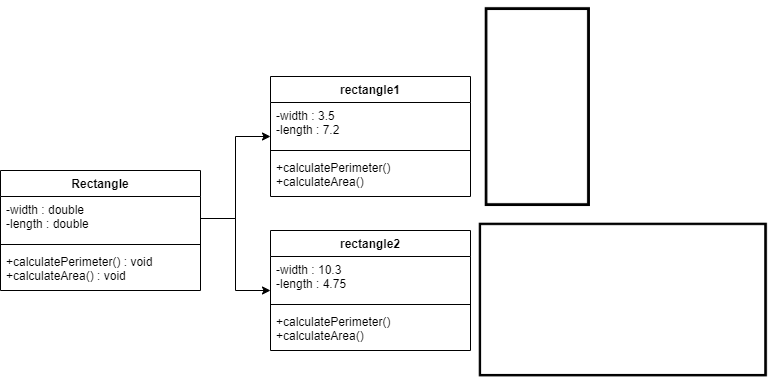 rectangle1
-width : 3.5
-length : 7.2
+calculatePerimeter()
+calculateArea()
Rectangle
-width : double
-length : double
+calculatePerimeter() : void
+calculateArea() : void
rectangle2
-width : 10.3
-length : 4.75
+calculatePerimeter()
+calculateArea()